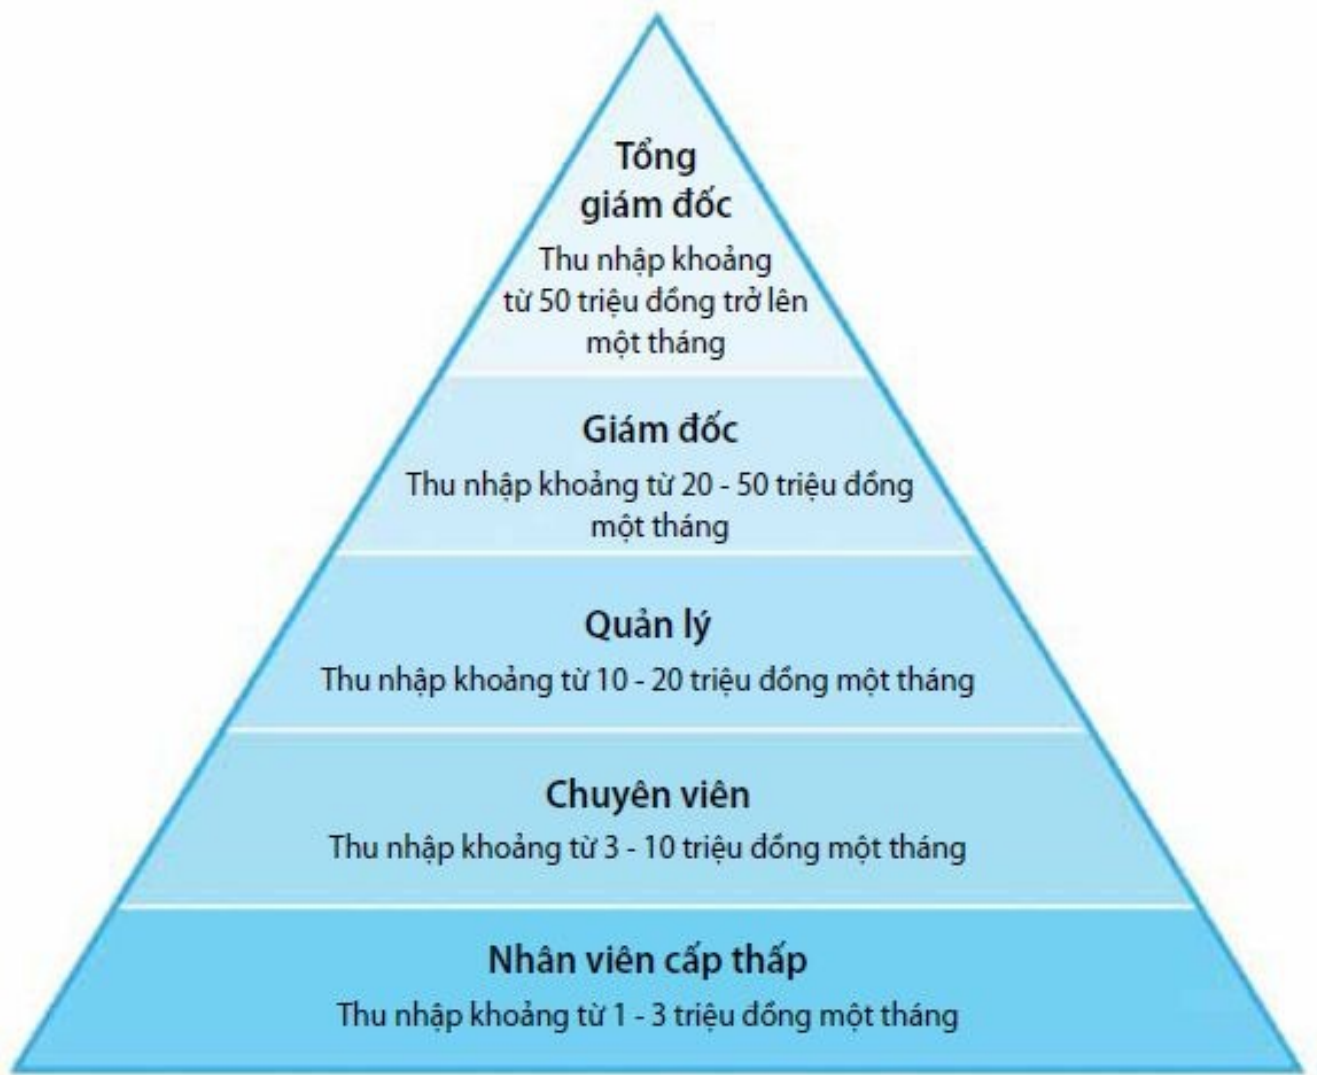 Tổng
giám đốc
Thu nhập khoảng
từ 50 triệu đồng trở lên
một tháng
Giám đốc
Thu nhập khoảng từ 20 - 50 triệu đồng
một tháng
Quản lý
Thu nhập khoảng từ 10 - 20 triệu đồng một tháng
Chuyên viên
Thu nhập khoảng từ 3 - 10 triệu đồng một tháng
Nhân viên cấp thấp
Thu nhập khoảng từ 1 - 3 triệu đồng một tháng